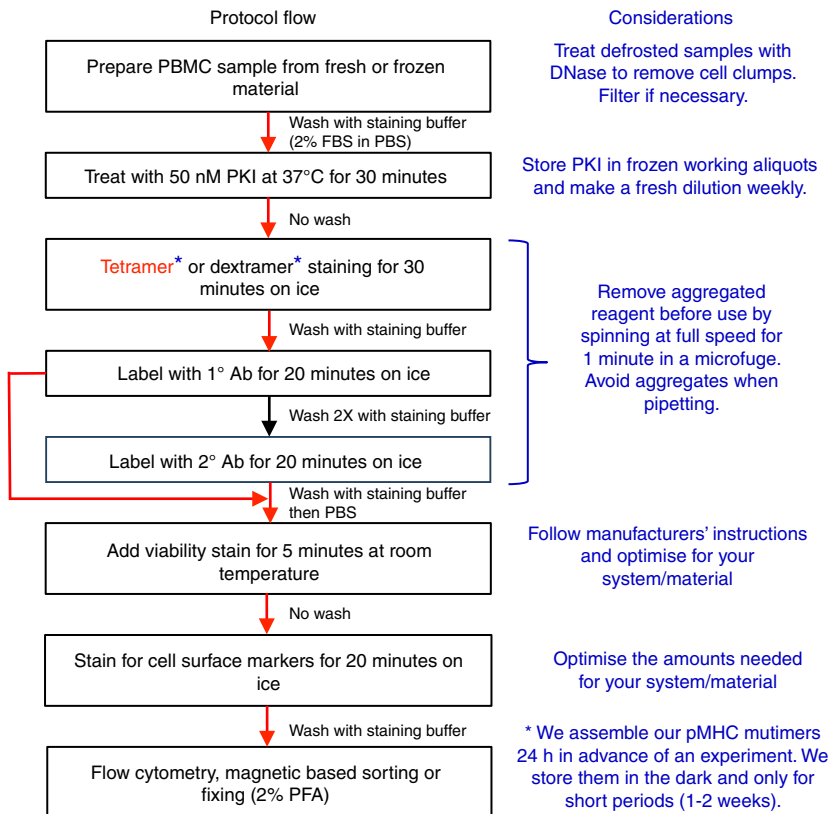 Protocol flow
Considerations
Prepare PBMC sample from fresh or frozen
material
Treat defrosted samples with
DNase to remove cell clumps.
Filter if necessary.
Wash with staining buffer
(2% FBS in PBS)
Treat with 50 nM PKI at 37°C for 30 minutes
Store PKI in frozen working aliquots
and make a fresh dilution weekly.
No wash
Tetramer* or dextramer* staining for 30
minutes on ice
Wash with staining buffer
Label with 1° Ab for 20 minutes on ice
Wash 2X with staining buffer
Label with 2° Ab for 20 minutes on ice
Remove aggregated
reagent before use by
spinning at full speed for
1 minute in a microfuge.
Avoid aggregates when
pipetting.
Wash with staining buffer
then PBS
Add viability stain for 5 minutes at room
temperature
Follow manufacturers' instructions
and optimise for your
system/material
No wash
Stain for cell surface markers for 20 minutes on
ice
Optimise the amounts needed
for your system/material
Wash with staining buffer
Flow cytometry, magnetic based sorting or
fixing (2% PFA)
* We assemble our pMHC mutimers
24 h in advance of an experiment. We
store them in the dark and only for
short periods (1-2 weeks).